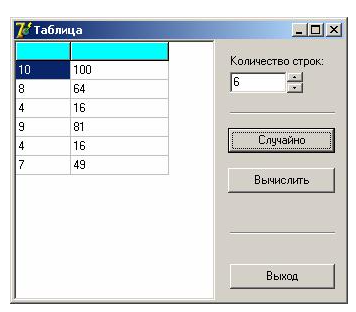 Таблица
10 100
8 64
4 16
9 81
4 16
7 49
Количество строк:
6
Случайно
Вычислить
Выход